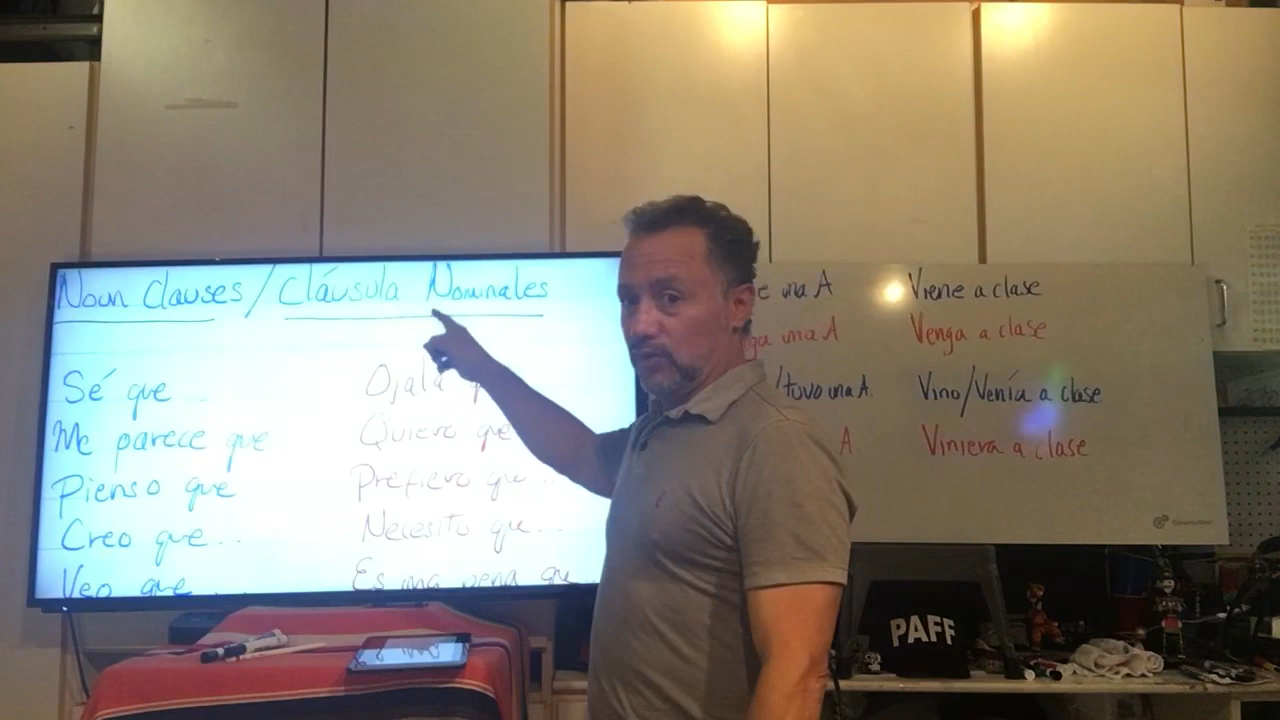 Noun Clauses / Cláusula Nominales
Sé que ...
Me parece que
Pienso que
Creo que...
Veo que ...
Ojalá
Quiero que
Prefiero que ...
Necesito que...
Es una pena que
una A
una A
/tuvo una A.
A.
Viene a clase
Venga a clase
Vino/Venía a clase
Viniera a clase
PAFF